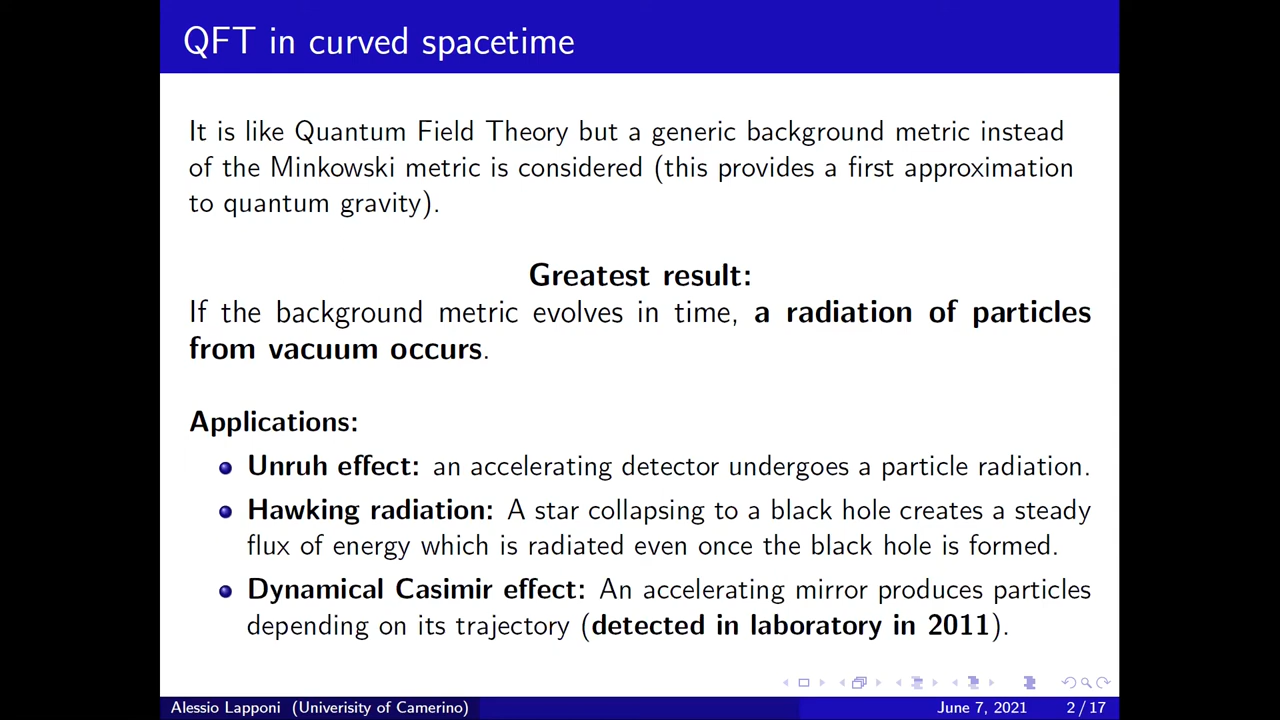 QFT in curved spacetime
It is like Quantum Field Theory but a generic background metric instead
of the Minkowski metric is considered (this provides a first approximation
to quantum gravity).
Greatest result:
If the background metric evolves in time, a radiation of particles
from vacuum occurs.
Applications:
Unruh effect: an accelerating detector undergoes a particle radiation.
Hawking radiation: A star collapsing to a black hole creates a steady
flux of energy which is radiated even once the black hole is formed.
Dynamical Casimir effect: An accelerating mirror produces particles
depending on its trajectory (detected in laboratory in 2011).
Alessio Lapponi (Univerisity of Camerino) June 7, 2021 2 / 17